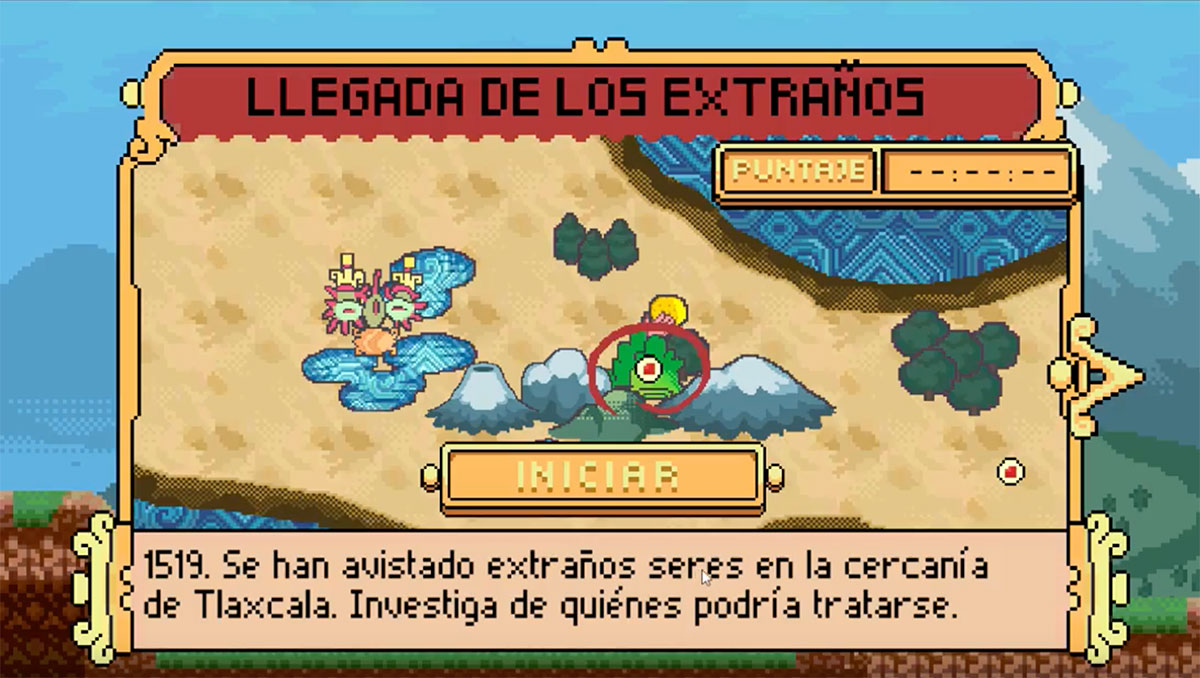 LLEGADA DE LOS EXTRAÑOS
PUNTAJE --:--:--
INICIAR
1519. Se han avistado extraños seres en la cercanía
de Tlaxcala. Investiga de quiénes podría tratarse.